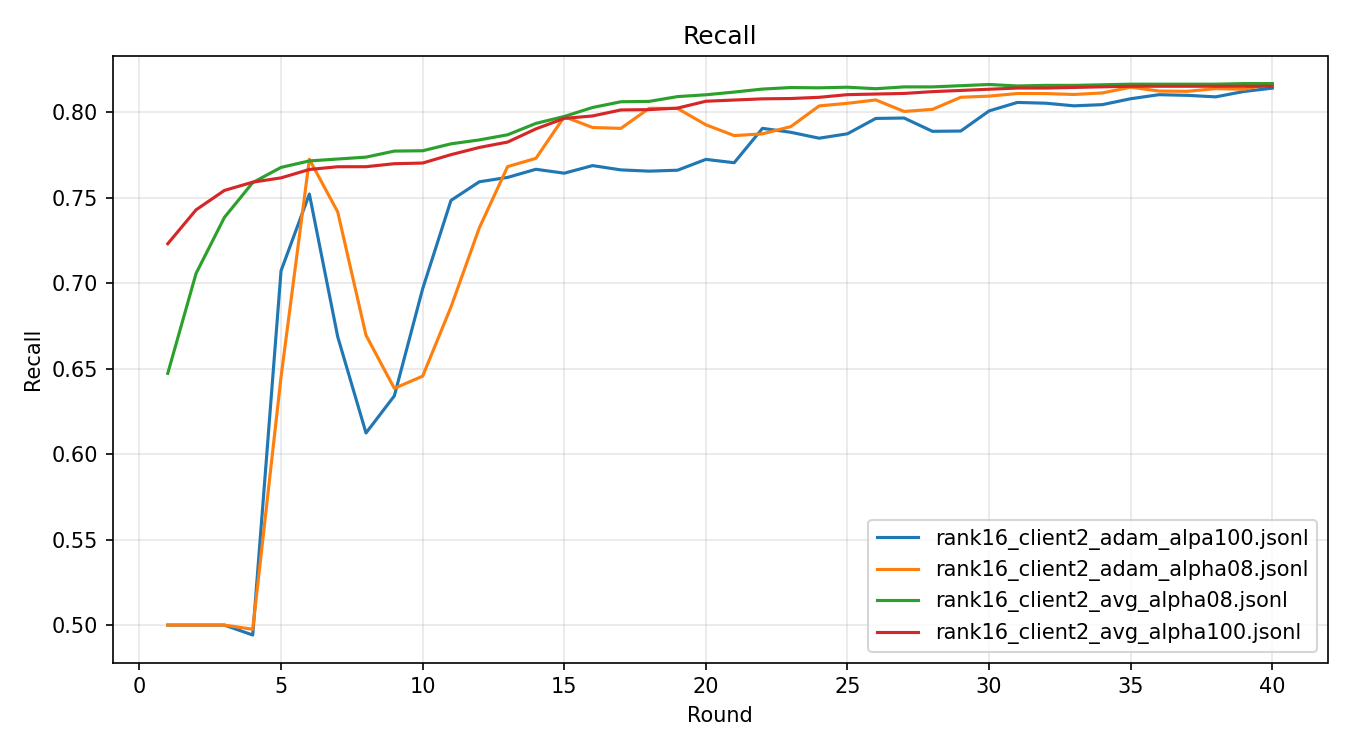 Recall
Recall
0.80
0.75
0.70
0.65
0.60
0.55
0.50
rank16_client2_adam_alpa100.jsonl
rank16_client2_adam_alpha08.jsonl
rank16_client2_avg_alpha08.jsonl
rank16_client2_avg_alpha100.jsonl
0 5 10 15 20 25 30 35 40
Round